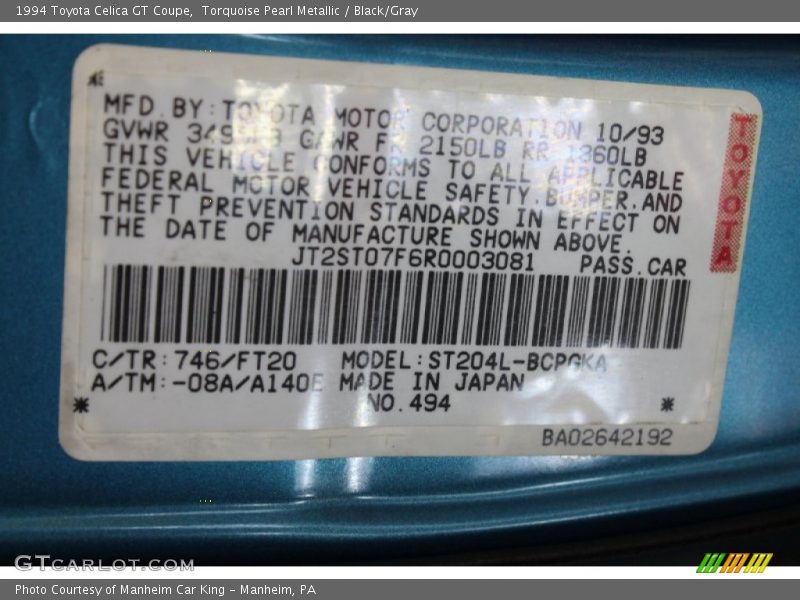 1994 Toyota Celica GT Coupe, Turquoise Pearl Metallic / Black/Gray
MFD.BY:TOYOTA MOTOR CORPORATION 10/93
GVWR GAWR FR 2150LB RR 1360LB
THIS VEHICLE CONFORMS TO ALL APPLICABLE
FEDERAL MOTOR VEHICLE SAFETY,BUMPER,AND
THEFT PREVENTION STANDARDS IN EFFECT ON
THE DATE OF MANUFACTURE SHOWN ABOVE.
JT2ST07F6R0003081 PASS.CAR
TOYOTA
C/TR:746/FT20 MODEL:ST204L-BCPGKA
A/TM:-08A/A140E MADE IN JAPAN
* NO.494 *
BA02642192
GTCARLOT.COM
Photo Courtesy of Manheim Car King - Manheim, PA